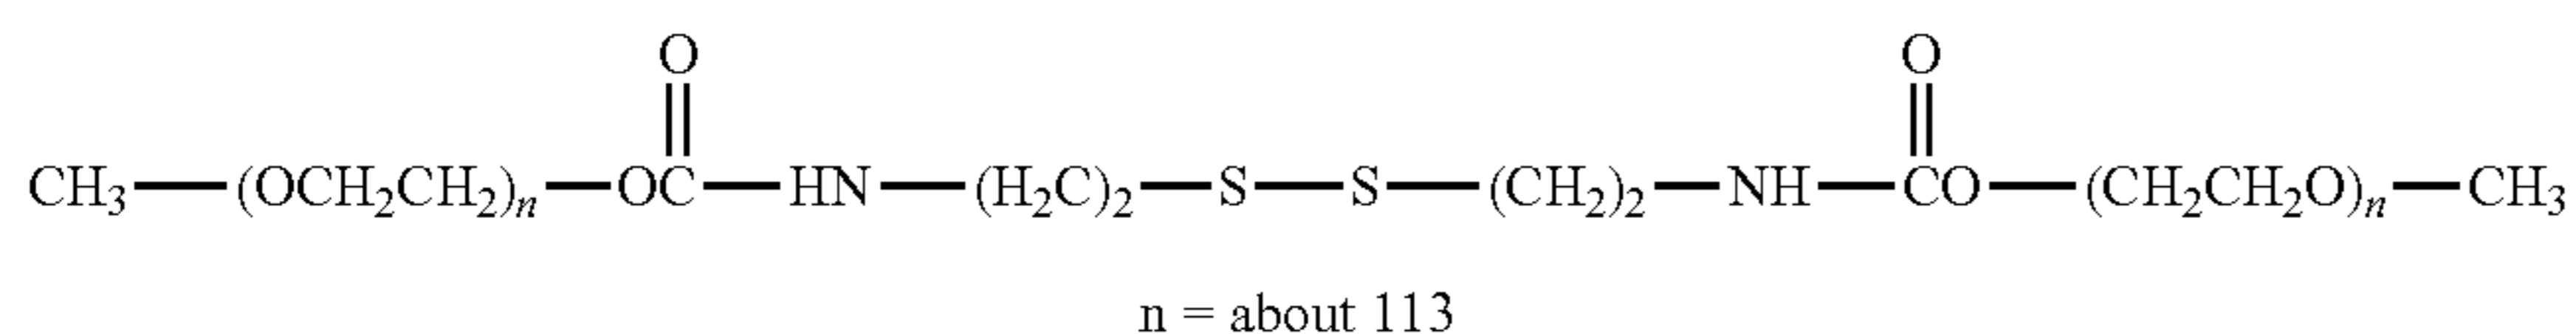 O O
CH3—(OCH2CH2)n—OC—HN—(H2C)2—S—S—(CH2)2—NH—CO—(CH2CH2O)n—CH3
n = about 113